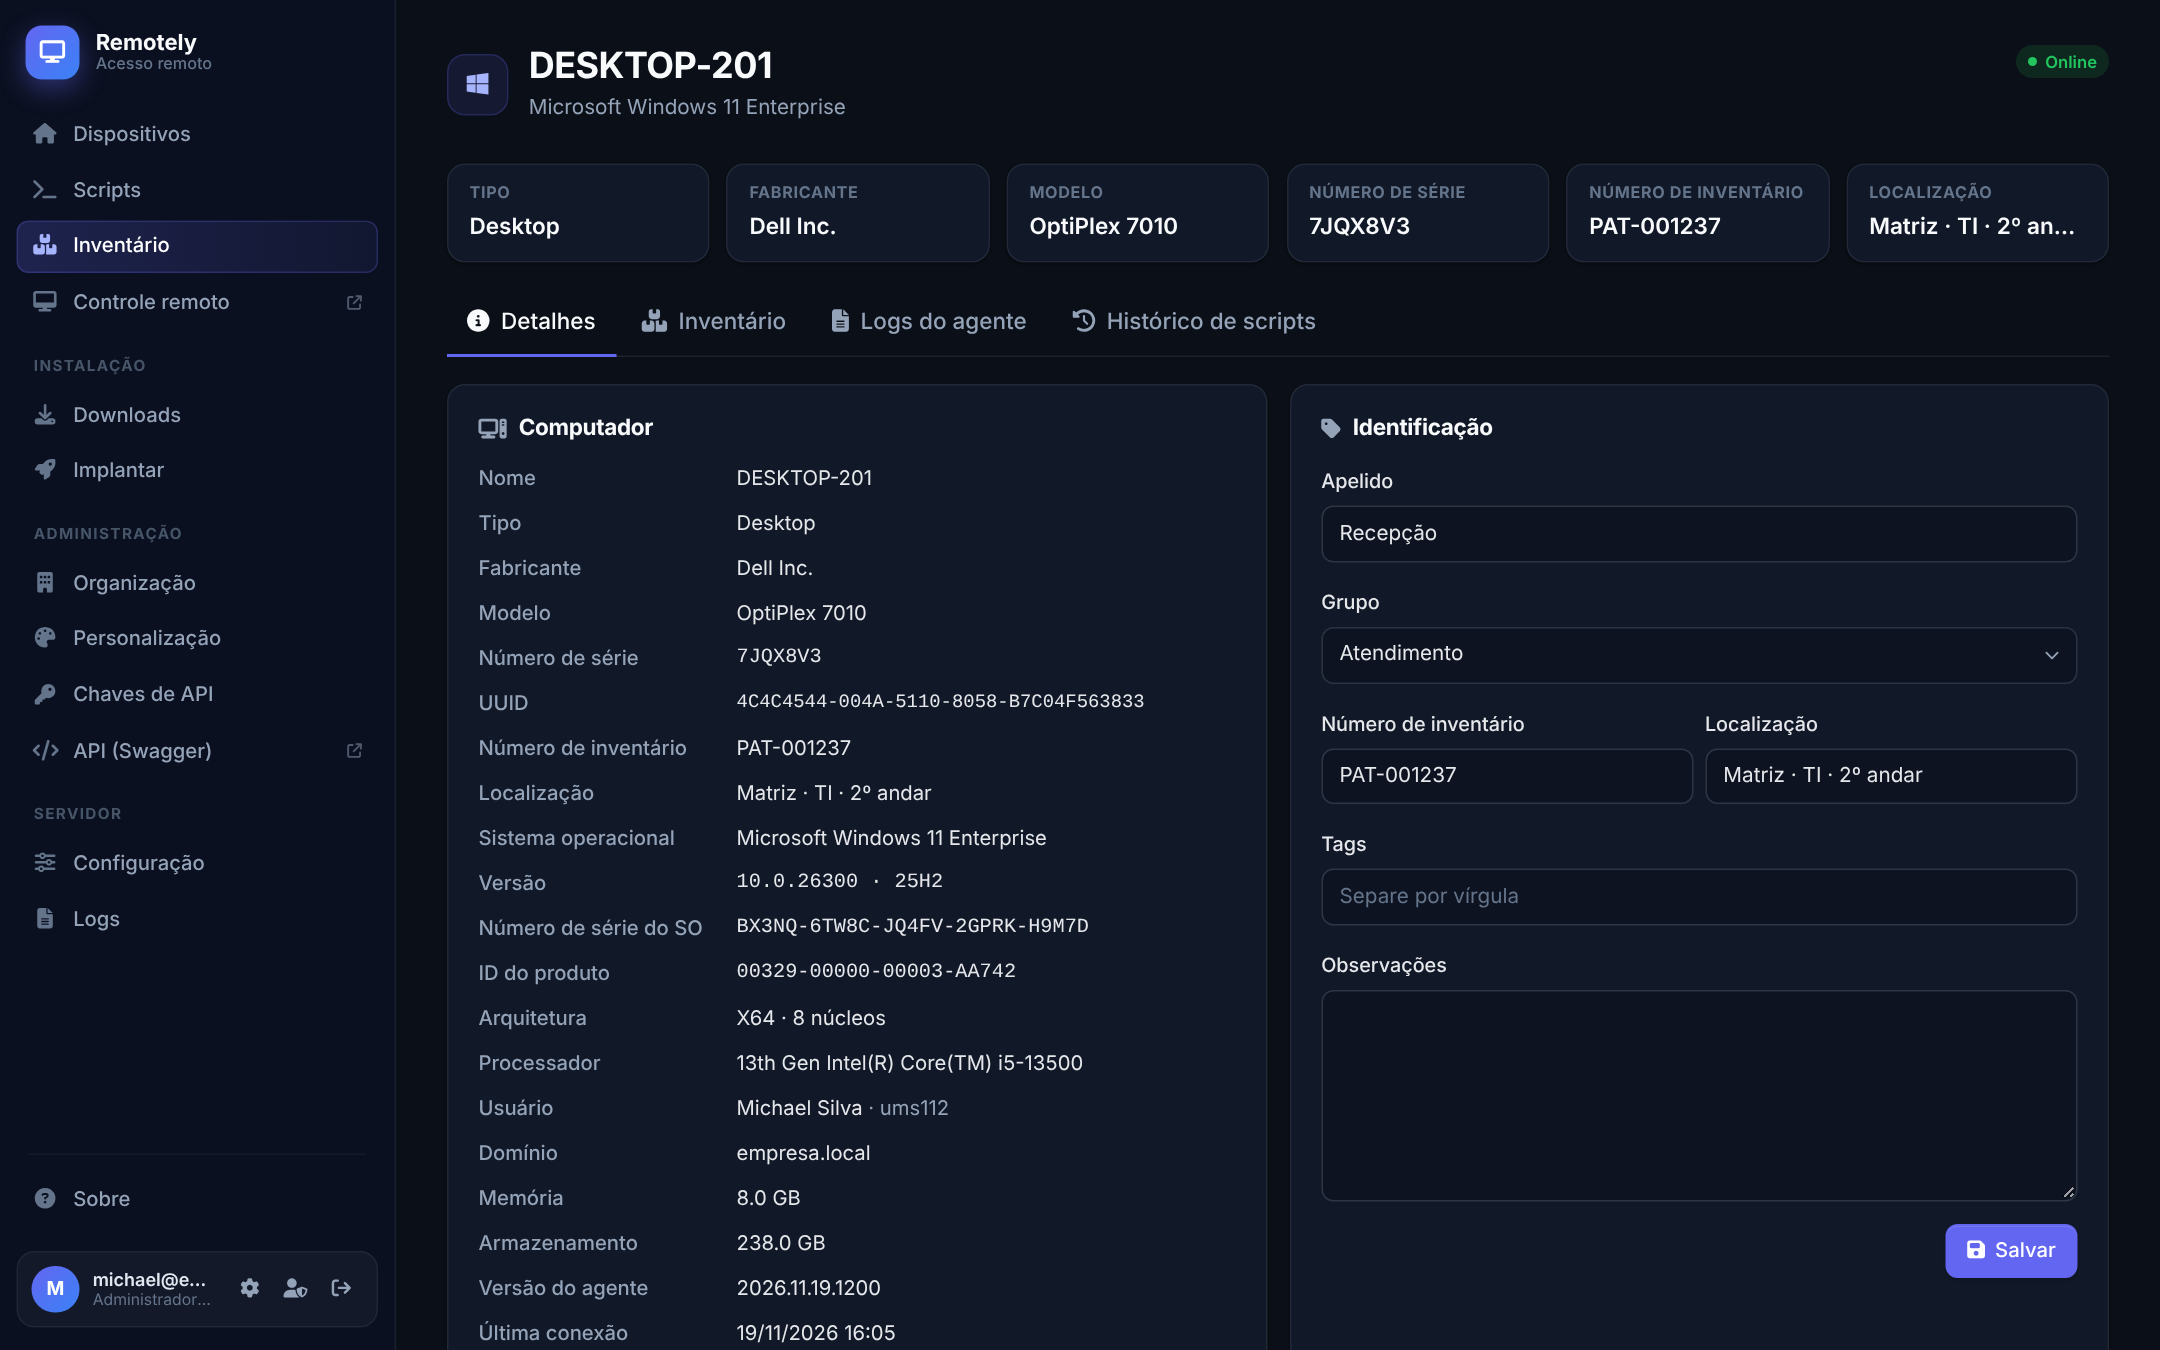 Remotely
Acesso remoto
Dispositivos
Scripts
Inventário
Controle remoto
INSTALAÇÃO
Downloads
Implantar
ADMINISTRAÇÃO
Organização
Personalização
Chaves de API
API (Swagger)
SERVIDOR
Configuração
Logs
Sobre
M
michael@e...
Administrador...
DESKTOP-201
Microsoft Windows 11 Enterprise
Online
TIPO
Desktop
FABRICANTE
Dell Inc.
MODELO
OptiPlex 7010
NÚMERO DE SÉRIE
7JQX8V3
NÚMERO DE INVENTÁRIO
PAT-001237
LOCALIZAÇÃO
Matriz · TI · 2º an...
Detalhes
Inventário
Logs do agente
Histórico de scripts
Computador
Nome DESKTOP-201
Tipo Desktop
Fabricante Dell Inc.
Modelo OptiPlex 7010
Número de série 7JQX8V3
UUID 4C4C4544-004A-5110-8058-B7C04F563833
Número de inventário PAT-001237
Localização Matriz · TI · 2º andar
Sistema operacional Microsoft Windows 11 Enterprise
Versão 10.0.26300 · 25H2
Número de série do SO BX3NQ-6TW8C-JQ4FV-2GPRK-H9M7D
ID do produto 00329-00000-00003-AA742
Arquitetura X64 · 8 núcleos
Processador 13th Gen Intel(R) Core(TM) i5-13500
Usuário Michael Silva · ums112
Domínio empresa.local
Memória 8.0 GB
Armazenamento 238.0 GB
Versão do agente 2026.11.19.1200
Última conexão 19/11/2026 16:05
Identificação
Apelido
Recepção
Grupo
Atendimento
Número de inventário
PAT-001237
Localização
Matriz · TI · 2º andar
Tags
Separe por vírgula
Observações
Salvar